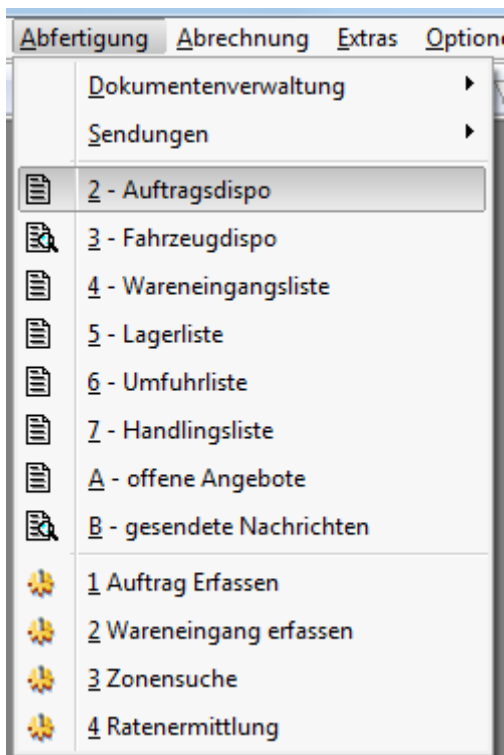 Abfertigung Abrechnung Extras Option
Dokumentenverwaltung
Sendungen
2 - Auftragsdispo
3 - Fahrzeugdispo
4 - Wareneingangsliste
5 - Lagerliste
6 - Umfuhrliste
7 - Handlingsliste
A - offene Angebote
B - gesendete Nachrichten
1 Auftrag Erfassen
2 Wareneingang erfassen
3 Zonensuche
4 Ratenermittlung